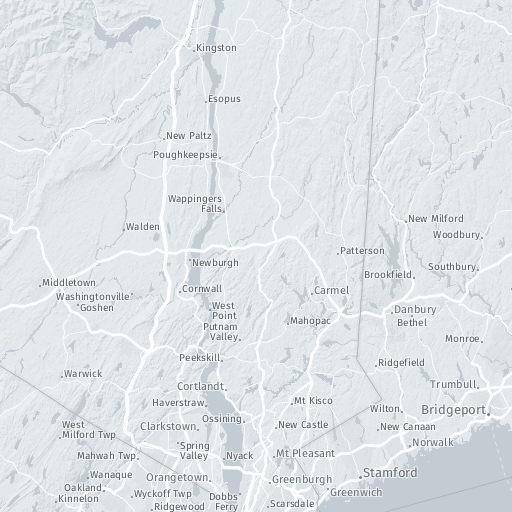 Kingston
Esopus
New Paltz
Poughkeepsie
Wappingers
Falls
New Milford
Walden
Woodbury
Patterson
Newburgh
Southbury
Brookfield
Middletown
Cornwall
Carmel
Washingtonville
Goshen
West
Point
Danbury
Mahopac
Bethel
Putnam
Valley
Monroe
Peekskill
Ridgefield
Warwick
Cortlandt
Trumbull
Haverstraw
Mt Kisco
Wilton
Bridgeport
Ossining
West
Milford Twp
Clarkstown
New Castle
New Canaan
Norwalk
Spring
Valley
Mahwah Twp
Nyack
Mt Pleasant
Stamford
Wanaque
Orangetown
Greenburgh
Oakland
Kinnelon
Wyckoff Twp
Dobbs
Ferry
Greenwich
Ridgewood
Scarsdale